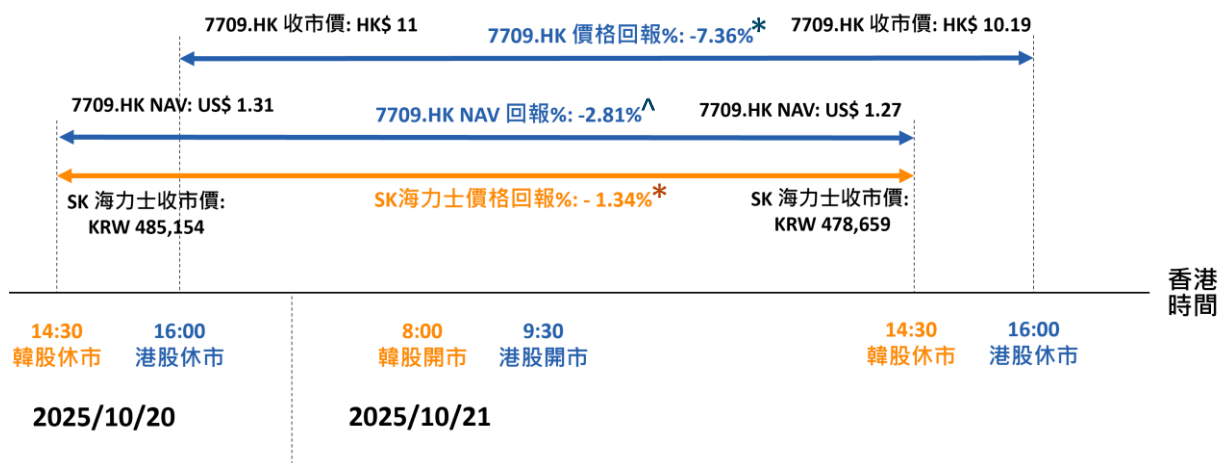 7709.HK 收市價: HK$ 11
7709.HK 價格回報%: -7.36%*
7709.HK 收市價: HK$ 10.19
7709.HK NAV: US$ 1.31
7709.HK NAV 回報%: -2.81%^
7709.HK NAV: US$ 1.27
SK 海力士收市價:
KRW 485,154
SK海力士價格回報%: - 1.34%*
SK 海力士收市價:
KRW 478,659
香港
時間
14:30
韓股休市
16:00
港股休市
8:00
韓股開市
9:30
港股開市
14:30
韓股休市
16:00
港股休市
2025/10/20
2025/10/21